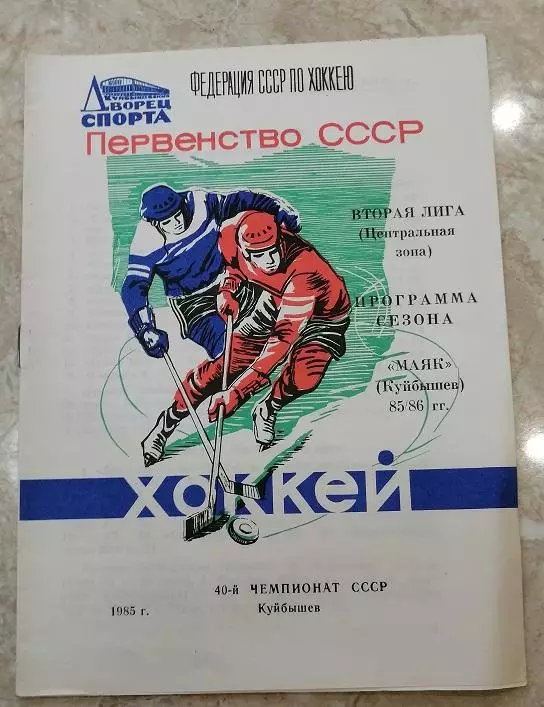 ФЕДЕРАЦИЯ СССР ПО ХОККЕЮ
КУЙБЫШЕВСКИЙ
ДВОРЕЦ
СПОРТА
Первенство СССР
ВТОРАЯ ЛИГА
(Центральная
зона)
ПРОГРАММА
СЕЗОНА
«МАЯК»
(Куйбышев)
85/86 гг.
хоккей
40-й ЧЕМПИОНАТ СССР
1985 г.
Куйбышев